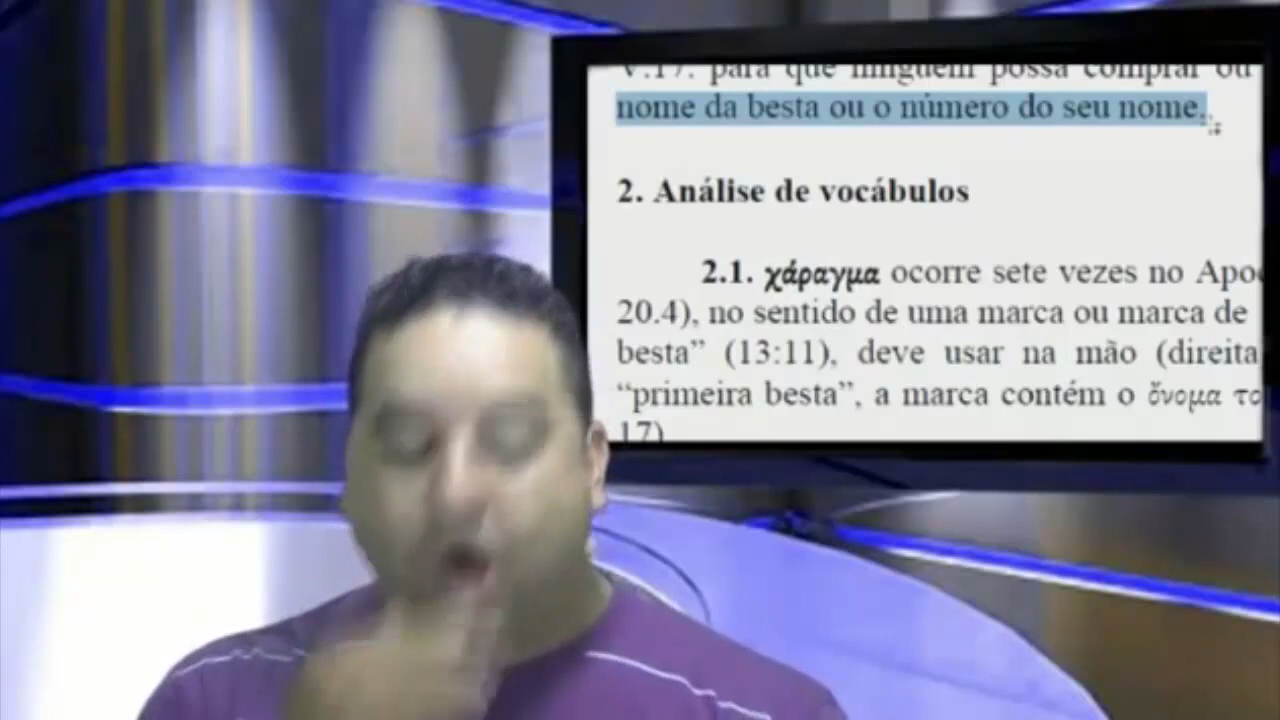 v.17. para que ninguém possa comprar ou
nome da besta ou o número do seu nome.
2. Análise de vocábulos
2.1. χάραγμα ocorre sete vezes no Apo
20.4), no sentido de uma marca ou marca de
besta” (13:11), deve usar na mão (direita
“primeira besta”, a marca contém o ὄνομα το
17)